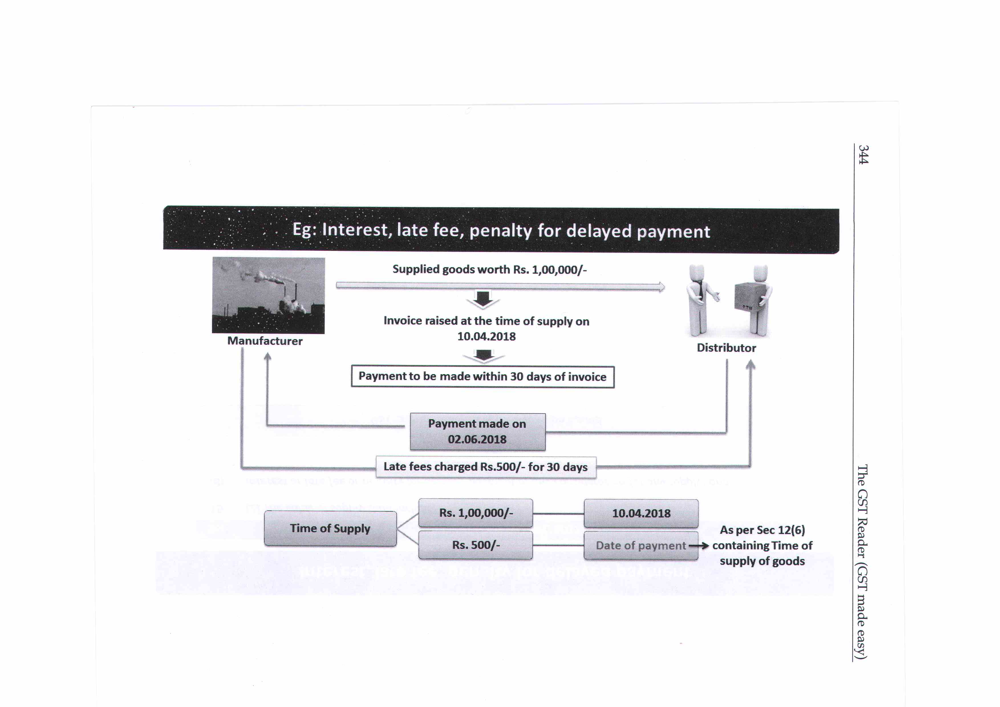 344
The GST Reader (GST made easy)
Eg: Interest, late fee, penalty for delayed payment
Supplied goods worth Rs. 1,00,000/-
Invoice raised at the time of supply on
10.04.2018
Manufacturer
Distributor
Payment to be made within 30 days of invoice
Payment made on
02.06.2018
Late fees charged Rs.500/- for 30 days
Time of Supply
Rs. 1,00,000/-
10.04.2018
Rs. 500/-
Date of payment
As per Sec 12(6)
containing Time of
supply of goods